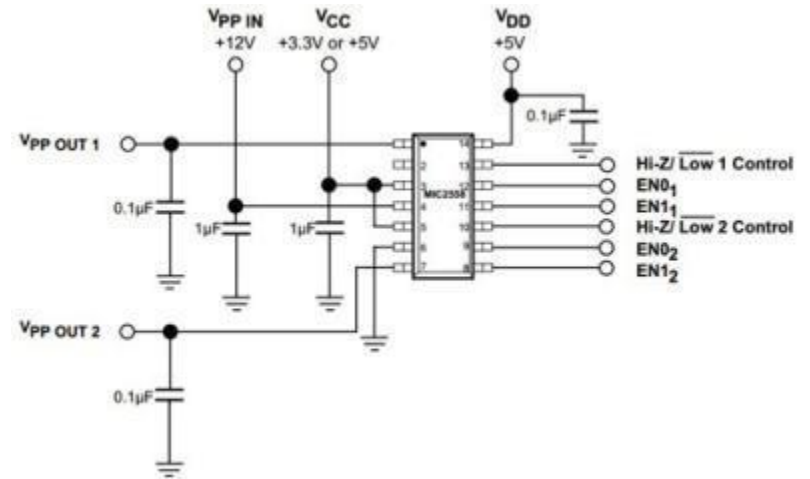 VPP IN
+12V
VCC
+3.3V or +5V
VDD
+5V
0.1µF
VPP OUT 1
14
2
13
Hi-Z/ Low 1 Control
3
12
EN01
MIC2558
4
11
EN11
0.1µF
1µF
1µF
5
10
Hi-Z/ Low 2 Control
6
9
EN02
7
8
EN12
VPP OUT 2
0.1µF